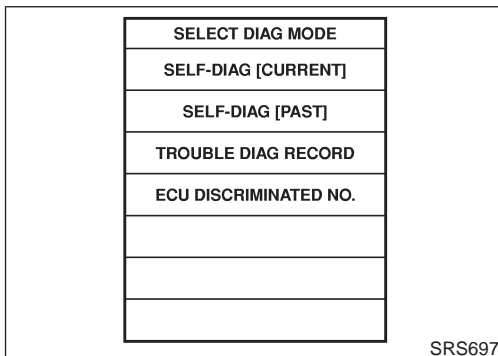 SELECT DIAG MODE
SELF-DIAG [CURRENT]
SELF-DIAG [PAST]
TROUBLE DIAG RECORD
ECU DISCRIMINATED NO.
SRS697